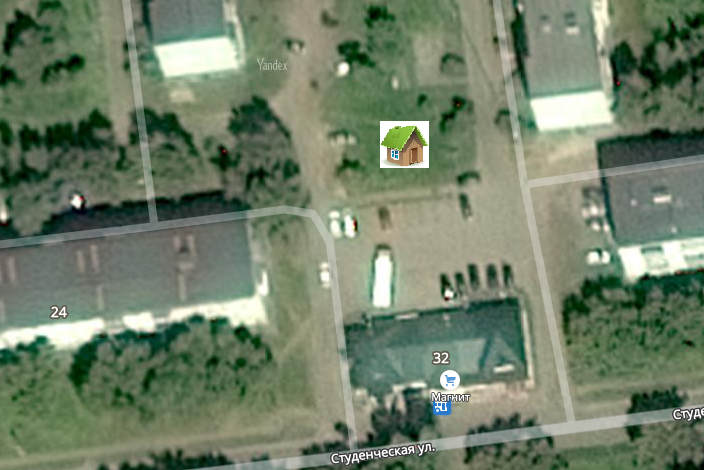 Yandex
24
32
Магнит
Студенческая ул.
Студе